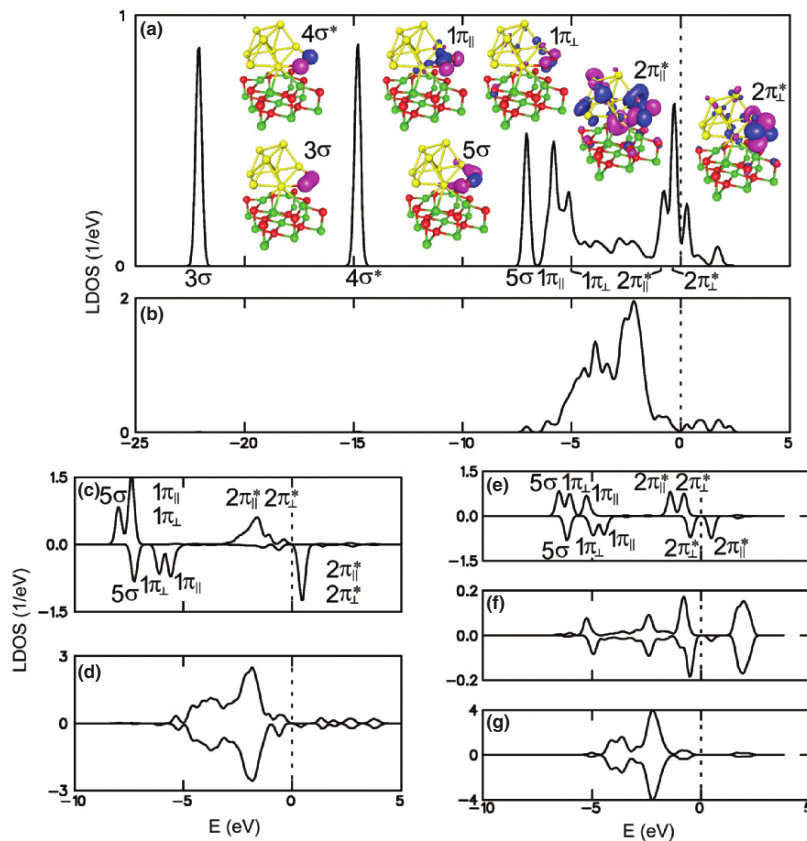 (a)
4σ*
1π∥
1π⊥
2π∥*
2π⊥*
3σ
5σ
1
0
3σ
4σ*
5σ 1π∥ 1π⊥ 2π∥* 2π⊥*
LDOS (1/eV)
(b)
2
0
−25 −20 −15 −10 −5 0 5
(c)
1.5
0.0
−1.5
5σ
1π∥
1π⊥
2π∥* 2π⊥*
5σ 1π⊥ 1π∥
2π∥*
2π⊥*
LDOS (1/eV)
(d)
3
0
−3
−10 −5 0 5
E (eV)
(e)
1.5
0.0
−1.5
5σ 1π⊥ 1π∥
2π∥* 2π⊥*
5σ 1π⊥ 1π∥
2π⊥* 2π∥*
(f)
0.2
0.0
−0.2
(g)
4
0
−4
−10 −5 0 5
E (eV)